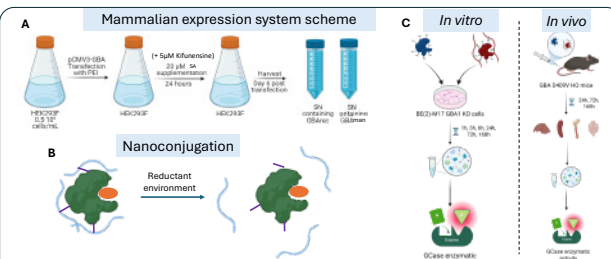 A
Mammalian expression system scheme
pCMV3-GBA
Transfection
with PEI
(+ 5µM Kifunensine)
20 µM SA
supplementation
24 hours
Harvest
Day 6 post
transfection
HEK293F
0.5 10⁶
cells/mL
HEK293F
HEK293F
SN
containing
GBArec
SN
containing
GBAman
B
Nanoconjugation
Reductant
environment
C
In vitro
BE(2)-M17 GBA1 KO cells
1h, 3h, 6h, 24h,
72h, 168h
GCase enzymatic
In vivo
GBA D409V KO mice
24h, 72h,
168h
GCase enzymatic